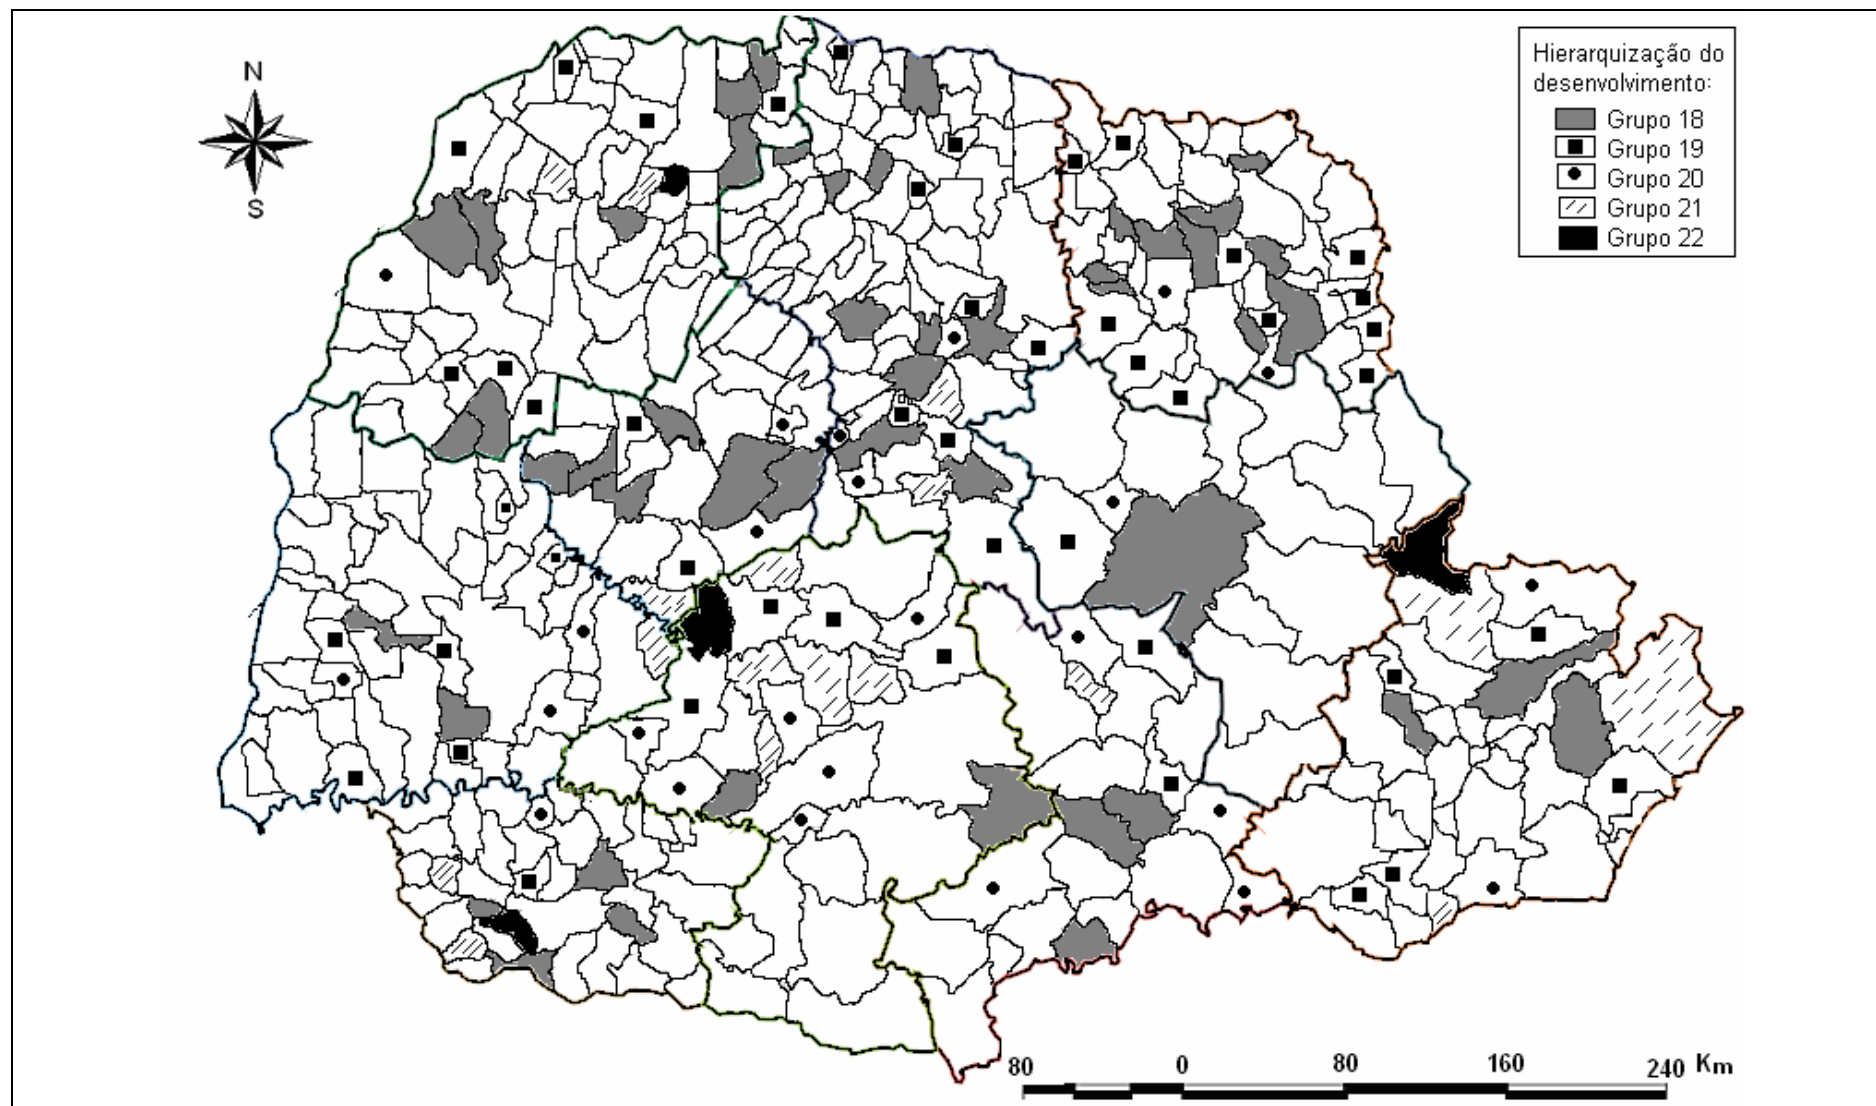 N
S
Hierarquização do
desenvolvimento:
Grupo 18
Grupo 19
Grupo 20
Grupo 21
Grupo 22
80 0 80 160 240 Km